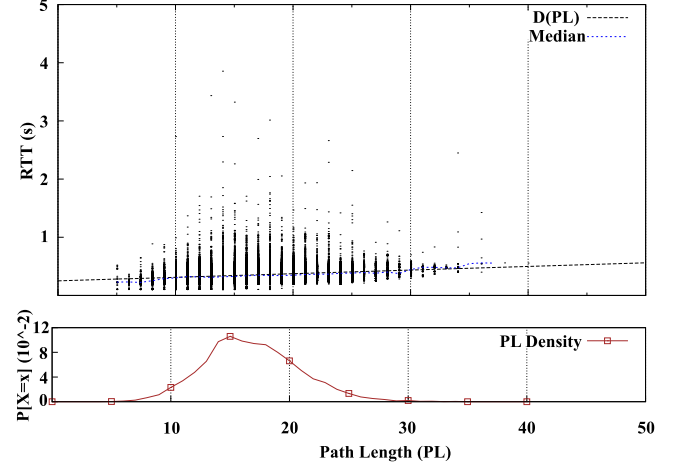 5
D(PL)
Median
4
3
2
1
RTT (s)
12
PL Density
8
4
0
P[X=x] (10^-2)
10 20 30 40 50
Path Length (PL)